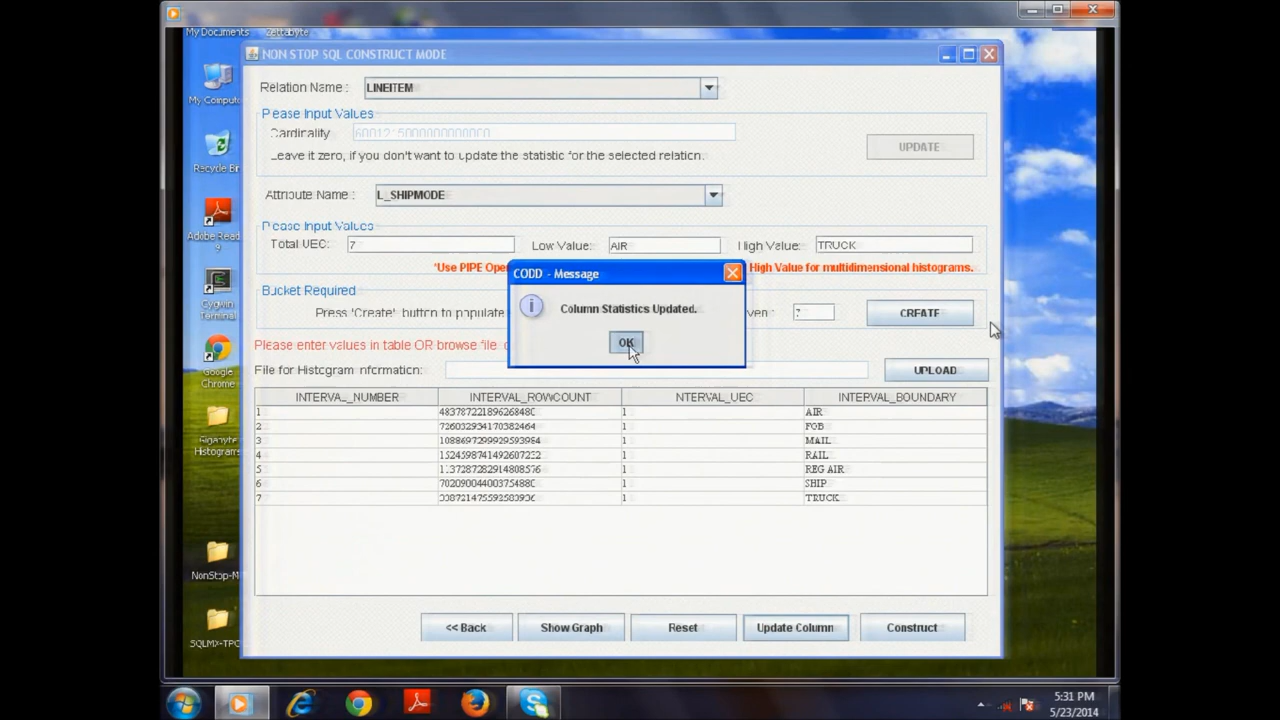 My Documents Zettabyte
NON STOP SQL CONSTRUCT MODE
My Compute
Recycle Bi
Adobe Read
9
Cygwin
Terminal
Google
Chrome
Gigabyte
Histograms
NonStop-M
SQLMX-TPC
Relation Name : LINEITEM
Please Input Values
Cardinality
Leave it zero, if you don't want to update the statistic for the selected relation.
UPDATE
Attribute Name : L_SHIPMODE
Please Input Values
Total UEC: 7 Low Value: AIR High Value: TRUCK
*Use PIPE Oper High Value for multidimensional histograms.
CODD - Message
Column Statistics Updated.
OK
Bucket Required
Press 'Create' button to populate ven : 7 CREATE
Please enter values in table OR browse file
File for Histogram Information: UPLOAD
INTERVAL_NUMBER INTERVAL_ROWCOUNT INTERVAL_UEC INTERVAL_BOUNDARY
1 1 AIR
2 1 FOB
3 1 MAIL
4 1 RAIL
5 1 REG AIR
6 1 SHIP
7 1 TRUCK
<< Back Show Graph Reset Update Column Construct
5:31 PM
5/23/2014